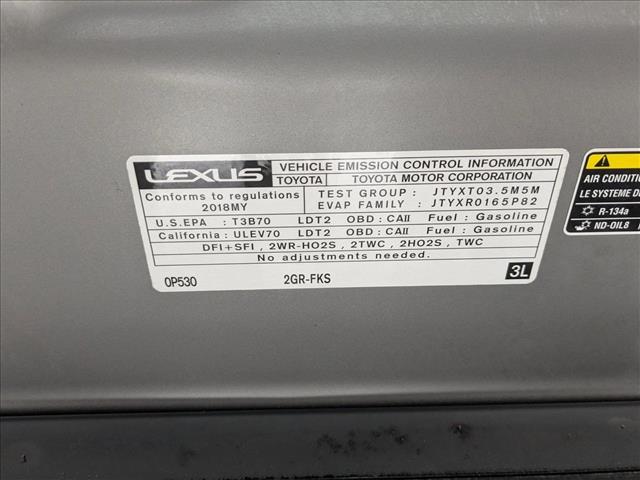 LEXUS
VEHICLE EMISSION CONTROL INFORMATION
TOYOTA
TOYOTA MOTOR CORPORATION
Conforms to regulations
2018MY
TEST GROUP : JTYXT03.5M5M
EVAP FAMILY : JTYXR0165P82
U.S.EPA : T3B70 LDT2 OBD : CAII Fuel : Gasoline
California : ULEV70 LDT2 OBD : CAII Fuel : Gasoline
DFI+SFI , 2WR-HO2S , 2TWC , 2HO2S , TWC
No adjustments needed.
0P530 2GR-FKS 3L
AIR CONDITI
LE SYSTEME D
R-134a
ND-OIL8